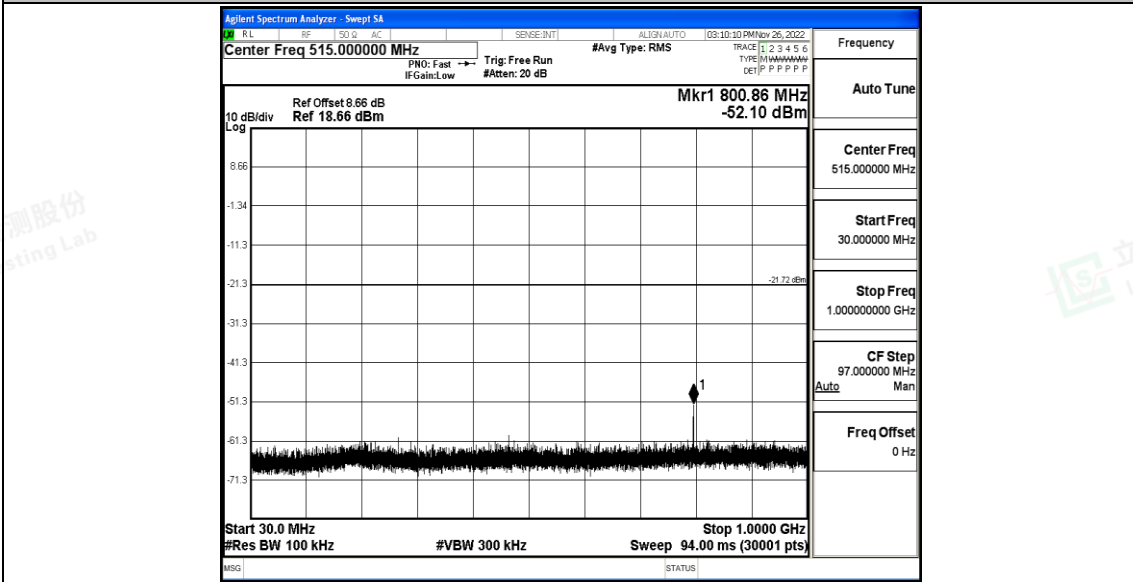 Agilent Spectrum Analyzer - Swept SA
RL RF 50 Ω AC SENSE:INT ALIGN AUTO 03:10:10 PM Nov 26, 2022
Center Freq 515.000000 MHz
PNO: Fast
IFGain:Low
Trig: Free Run
#Atten: 20 dB
#Avg Type: RMS
TRACE 1 2 3 4 5 6
TYPE M WWWWW
DET P P P P P P
Ref Offset 8.66 dB
10 dB/div Ref 18.66 dBm
Log
Mkr1 800.86 MHz
-52.10 dBm
8.66
-1.34
-11.3
-21.3
-21.72 dBm
-31.3
-41.3
1
-51.3
-61.3
-71.3
Start 30.0 MHz Stop 1.0000 GHz
#Res BW 100 kHz #VBW 300 kHz Sweep 94.00 ms (30001 pts)
MSG STATUS
Frequency
Auto Tune
Center Freq
515.000000 MHz
Start Freq
30.000000 MHz
Stop Freq
1.000000000 GHz
CF Step
97.000000 MHz
Auto Man
Freq Offset
0 Hz
测股份
sting Lab
立